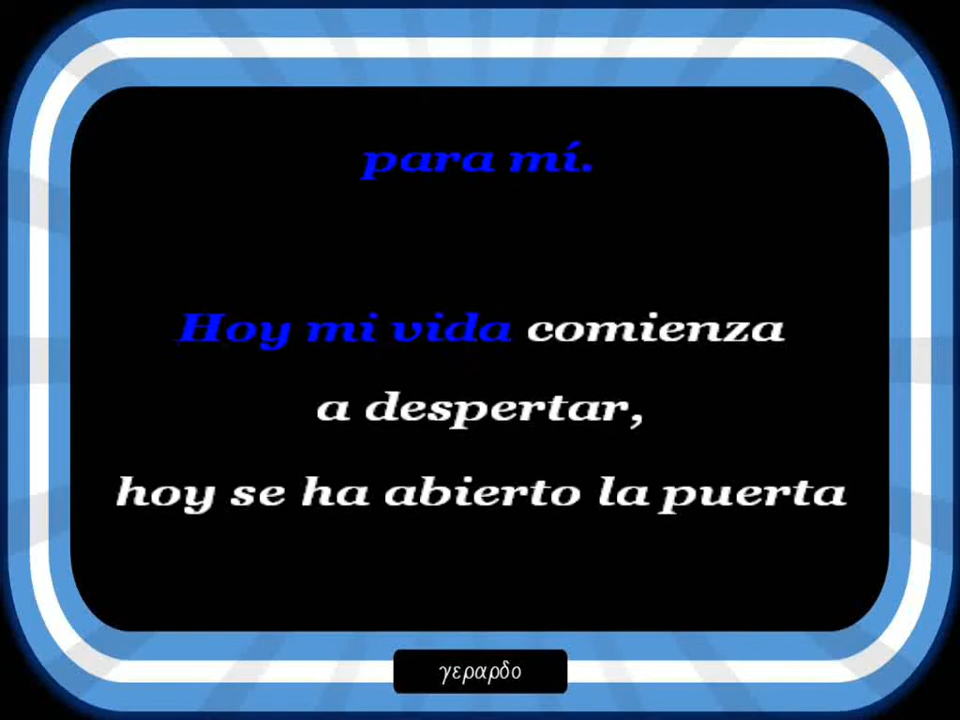 para mí.
Hoy mi vida comienza
a despertar,
hoy se ha abierto la puerta
γεραρδο